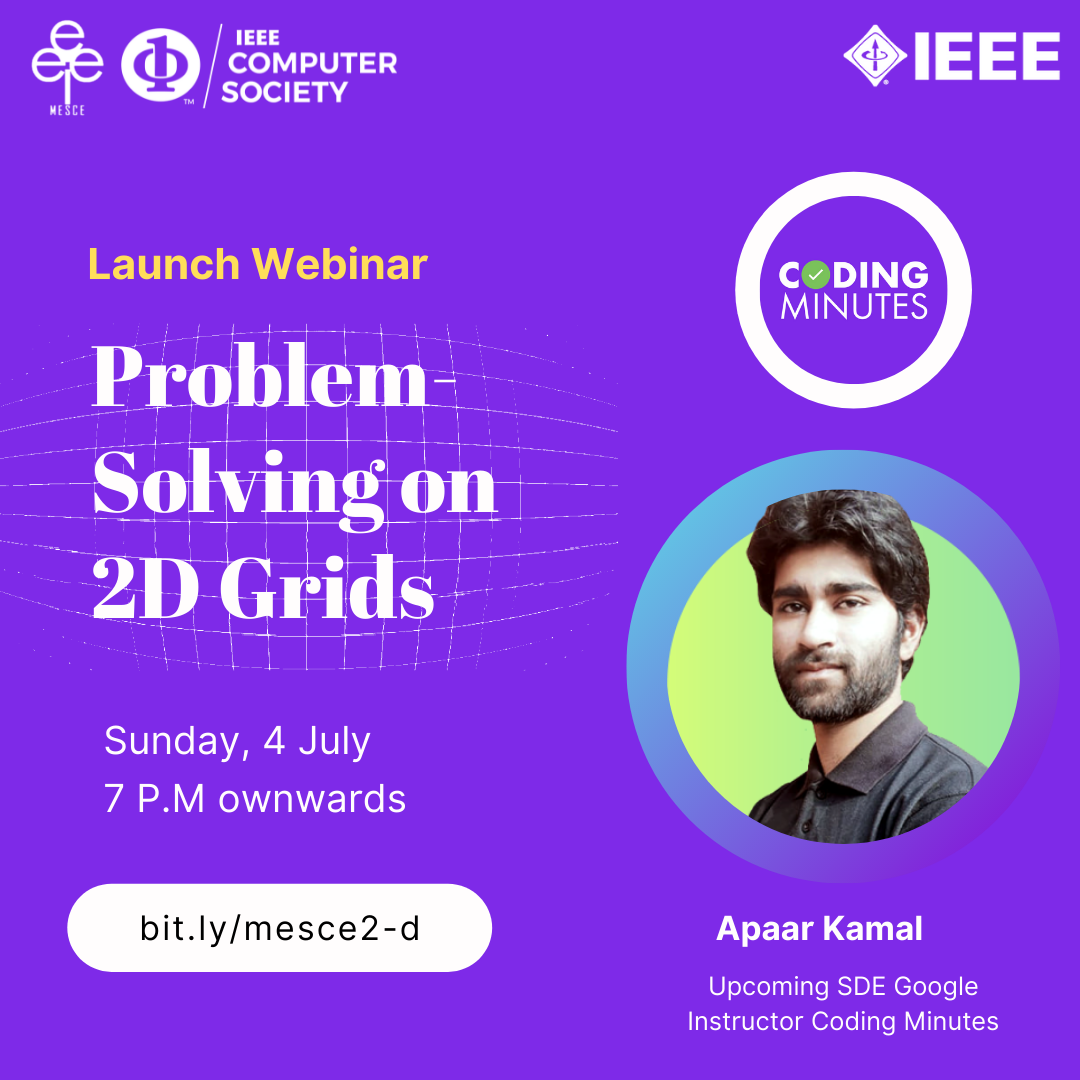 e
e e
MESCE
TM
IEEE
COMPUTER
SOCIETY
IEEE
CODING
MINUTES
Launch Webinar
Problem-
Solving on
2D Grids
Sunday, 4 July
7 P.M ownwards
bit.ly/mesce2-d
Apaar Kamal
Upcoming SDE Google
Instructor Coding Minutes